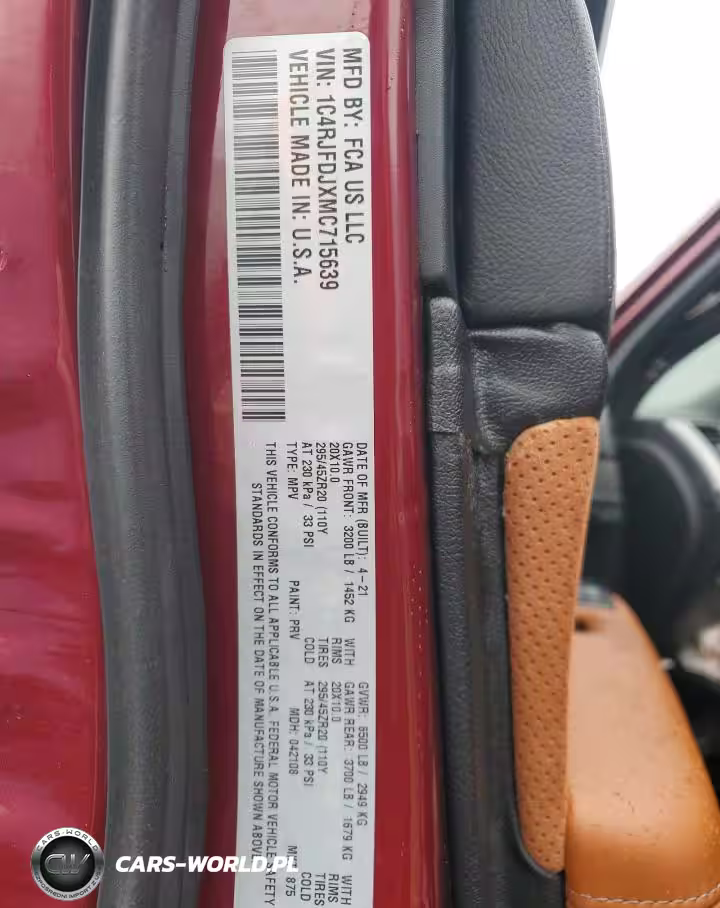 MFD BY: FCA US LLC
VIN: 1C4RJFDJXMC715639
VEHICLE MADE IN: U.S.A.
DATE OF MFR (BUILT): 4-21 GVWR: 6500 LB / 2949 KG
GAWR FRONT: 3200 LB / 1452 KG WITH GAWR REAR: 3700 LB / 1679 KG WITH
20X10.0 RIMS 20X10.0 RIMS
295/45ZR20 (110Y TIRES 295/45ZR20 (110Y TIRES
AT 230 kPa / 33 PSI COLD AT 230 kPa / 33 PSI COLD
TYPE: MPV PAINT: PRV MDH: 042108 875
THIS VEHICLE CONFORMS TO ALL APPLICABLE U.S.A. FEDERAL MOTOR VEHICLE SAFETY
STANDARDS IN EFFECT ON THE DATE OF MANUFACTURE SHOWN ABOVE
CARS-WORLD
CW
CARS-WORLD.PL